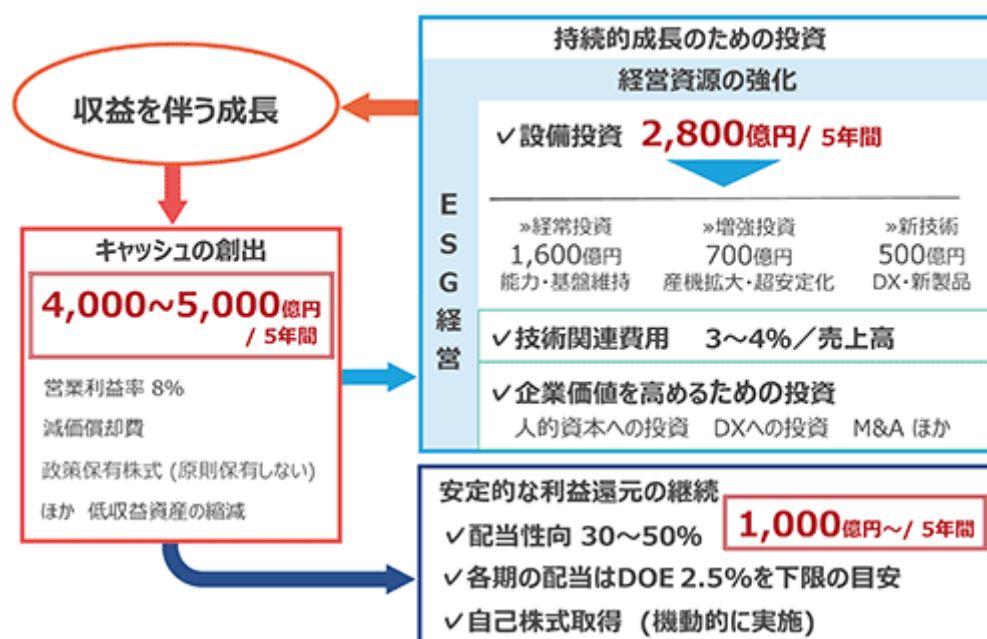 収益を伴う成長
キャッシュの創出
4,000～5,000億円
/ 5年間
営業利益率 8%
減価償却費
政策保有株式 (原則保有しない)
ほか 低収益資産の縮減
持続的成長のための投資
ESG経営
経営資源の強化
✓設備投資 2,800億円/ 5年間
»経常投資
1,600億円
能力・基盤維持
»増強投資
700億円
産機拡大・超安定化
»新技術
500億円
DX・新製品
✓技術関連費用 3～4%／売上高
✓企業価値を高めるための投資
人的資本への投資 DXへの投資 M&A ほか
安定的な利益還元の継続
1,000億円～/ 5年間
✓配当性向 30～50%
✓各期の配当はDOE 2.5%を下限の目安
✓自己株式取得 (機動的に実施)